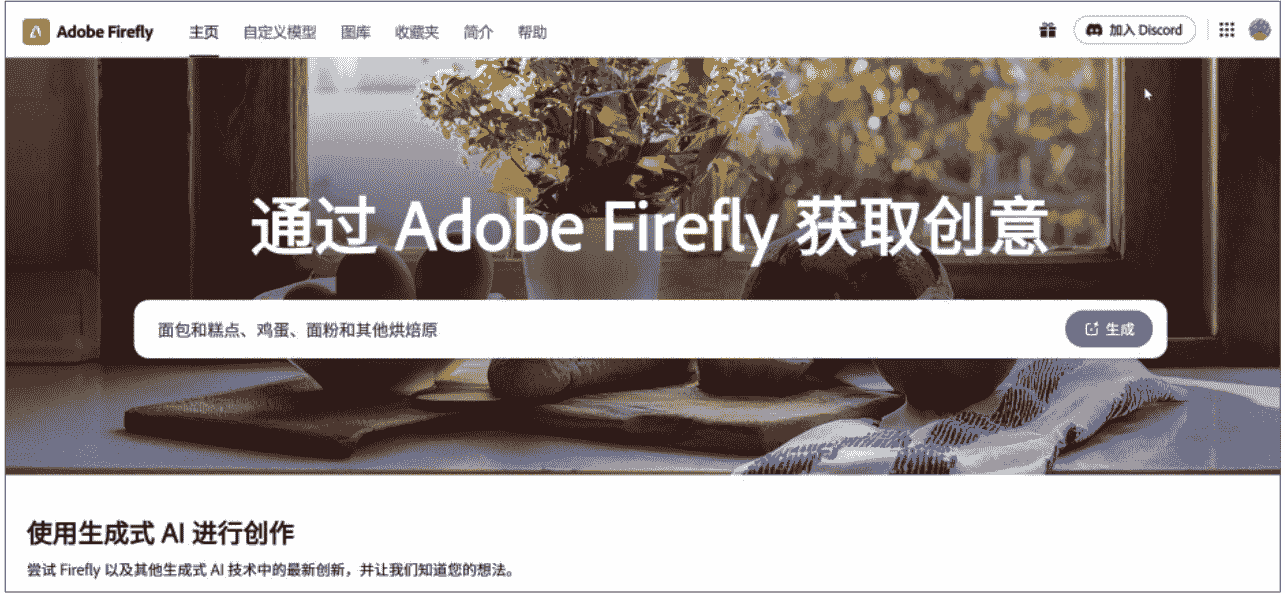 Adobe Firefly 主页 自定义模型 图库 收藏夹 简介 帮助 加入 Discord
通过 Adobe Firefly 获取创意
面包和糕点、鸡蛋、面粉和其他烘焙原 生成
使用生成式 AI 进行创作
尝试 Firefly 以及其他生成式 AI 技术中的最新创新，并让我们知道您的想法。